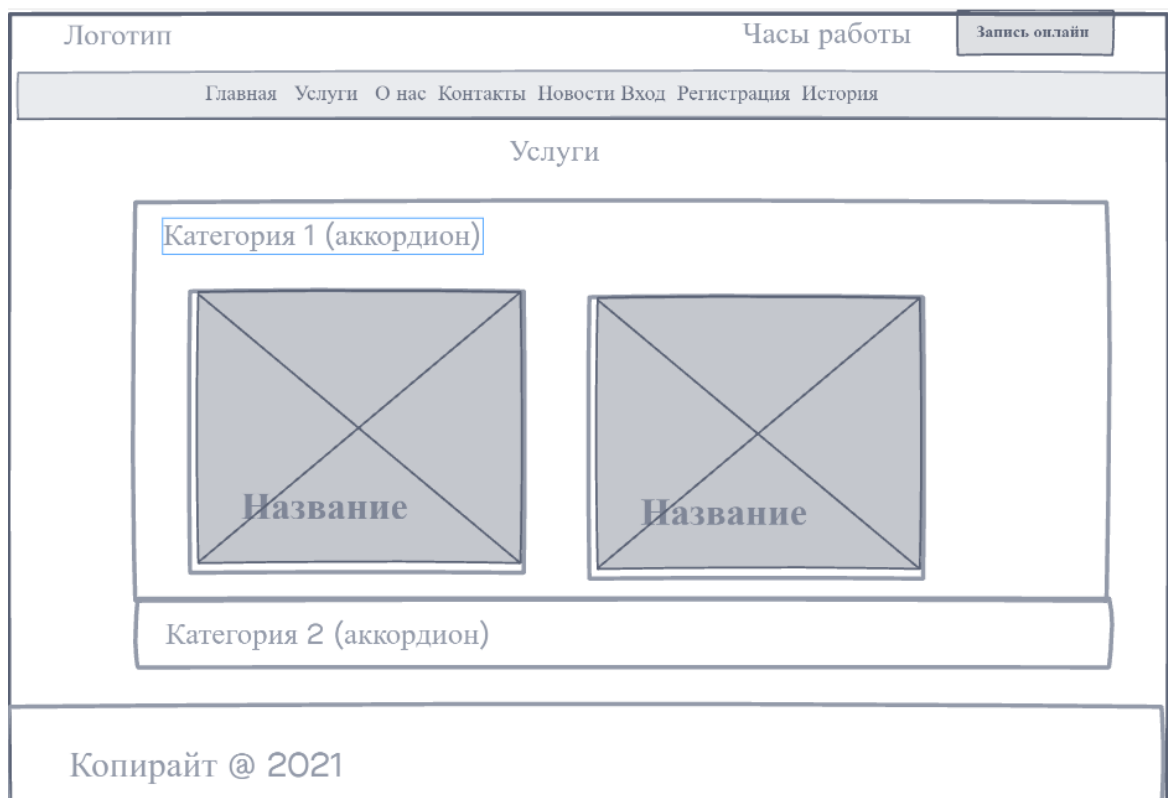 Логотип Часы работы Запись онлайн
Главная Услуги О нас Контакты Новости Вход Регистрация История
Услуги
Категория 1 (аккордион)
Название Название
Категория 2 (аккордион)
Копирайт @ 2021